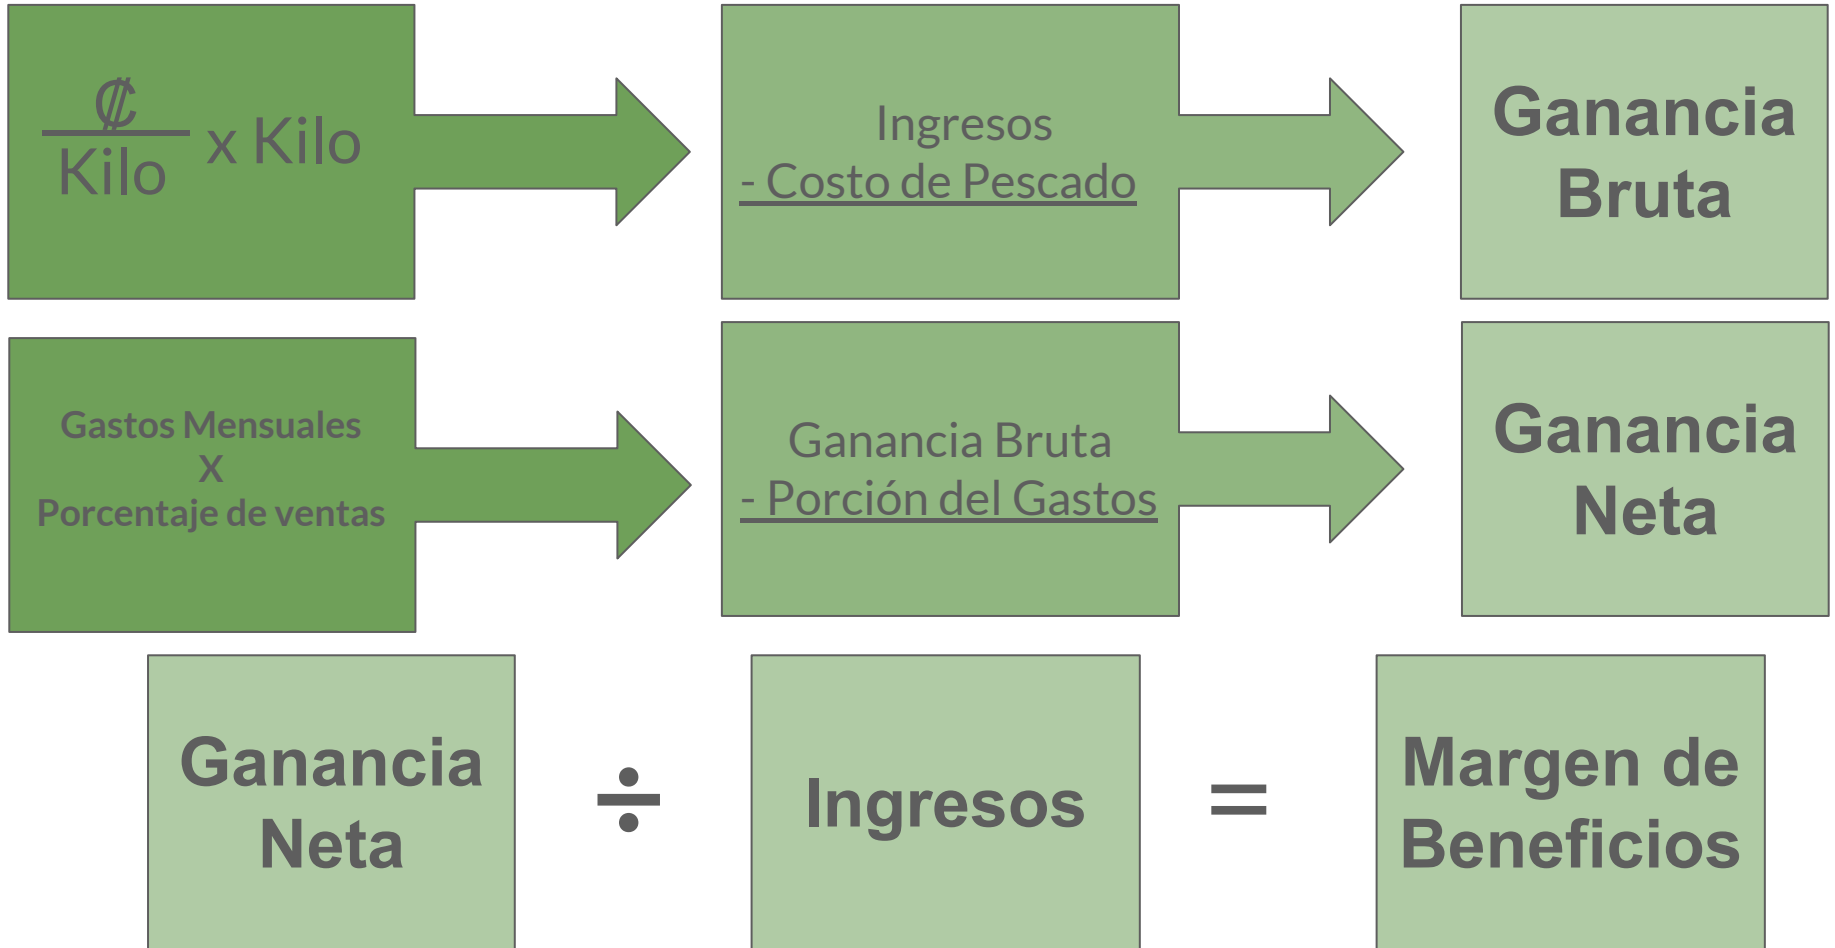 ₡
Kilo
x Kilo
Ingresos
- Costo de Pescado
Ganancia
Bruta
Gastos Mensuales
X
Porcentaje de ventas
Ganancia Bruta
- Porción del Gastos
Ganancia
Neta
Ganancia
Neta
÷
Ingresos
=
Margen de
Beneficios